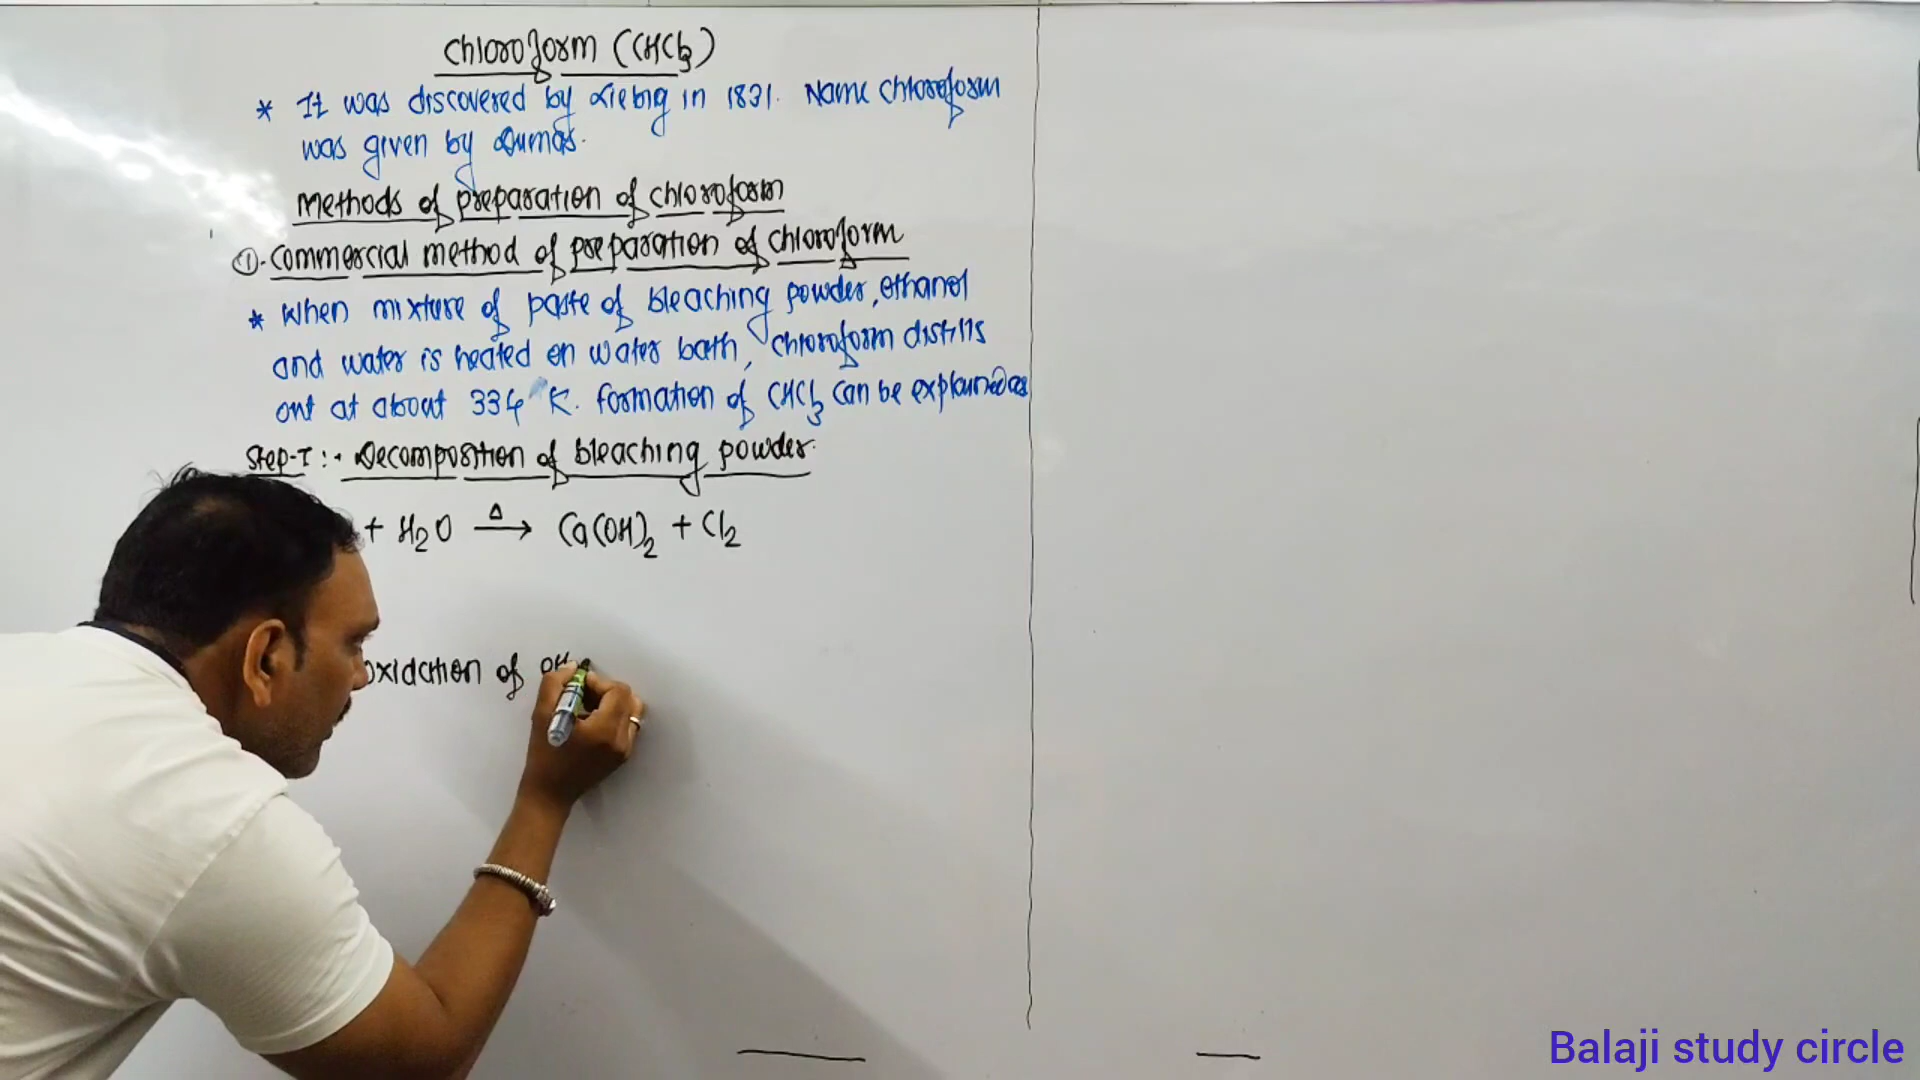 Chloroform (CHCl3)
* It was discovered by Liebig in 1831. Name chloroform
was given by Dumas.
Methods of preparation of chloroform
①. Commercial method of preparation of chloroform
* When mixture of paste of bleaching powder, ethanol
and water is heated on water bath, chloroform distills
out at about 334 K. formation of CHCl3 can be explained as
Step-I :- Decomposition of bleaching powder.
+ H2O Δ→ Ca(OH)2 + Cl2
oxidation of
Balaji study circle